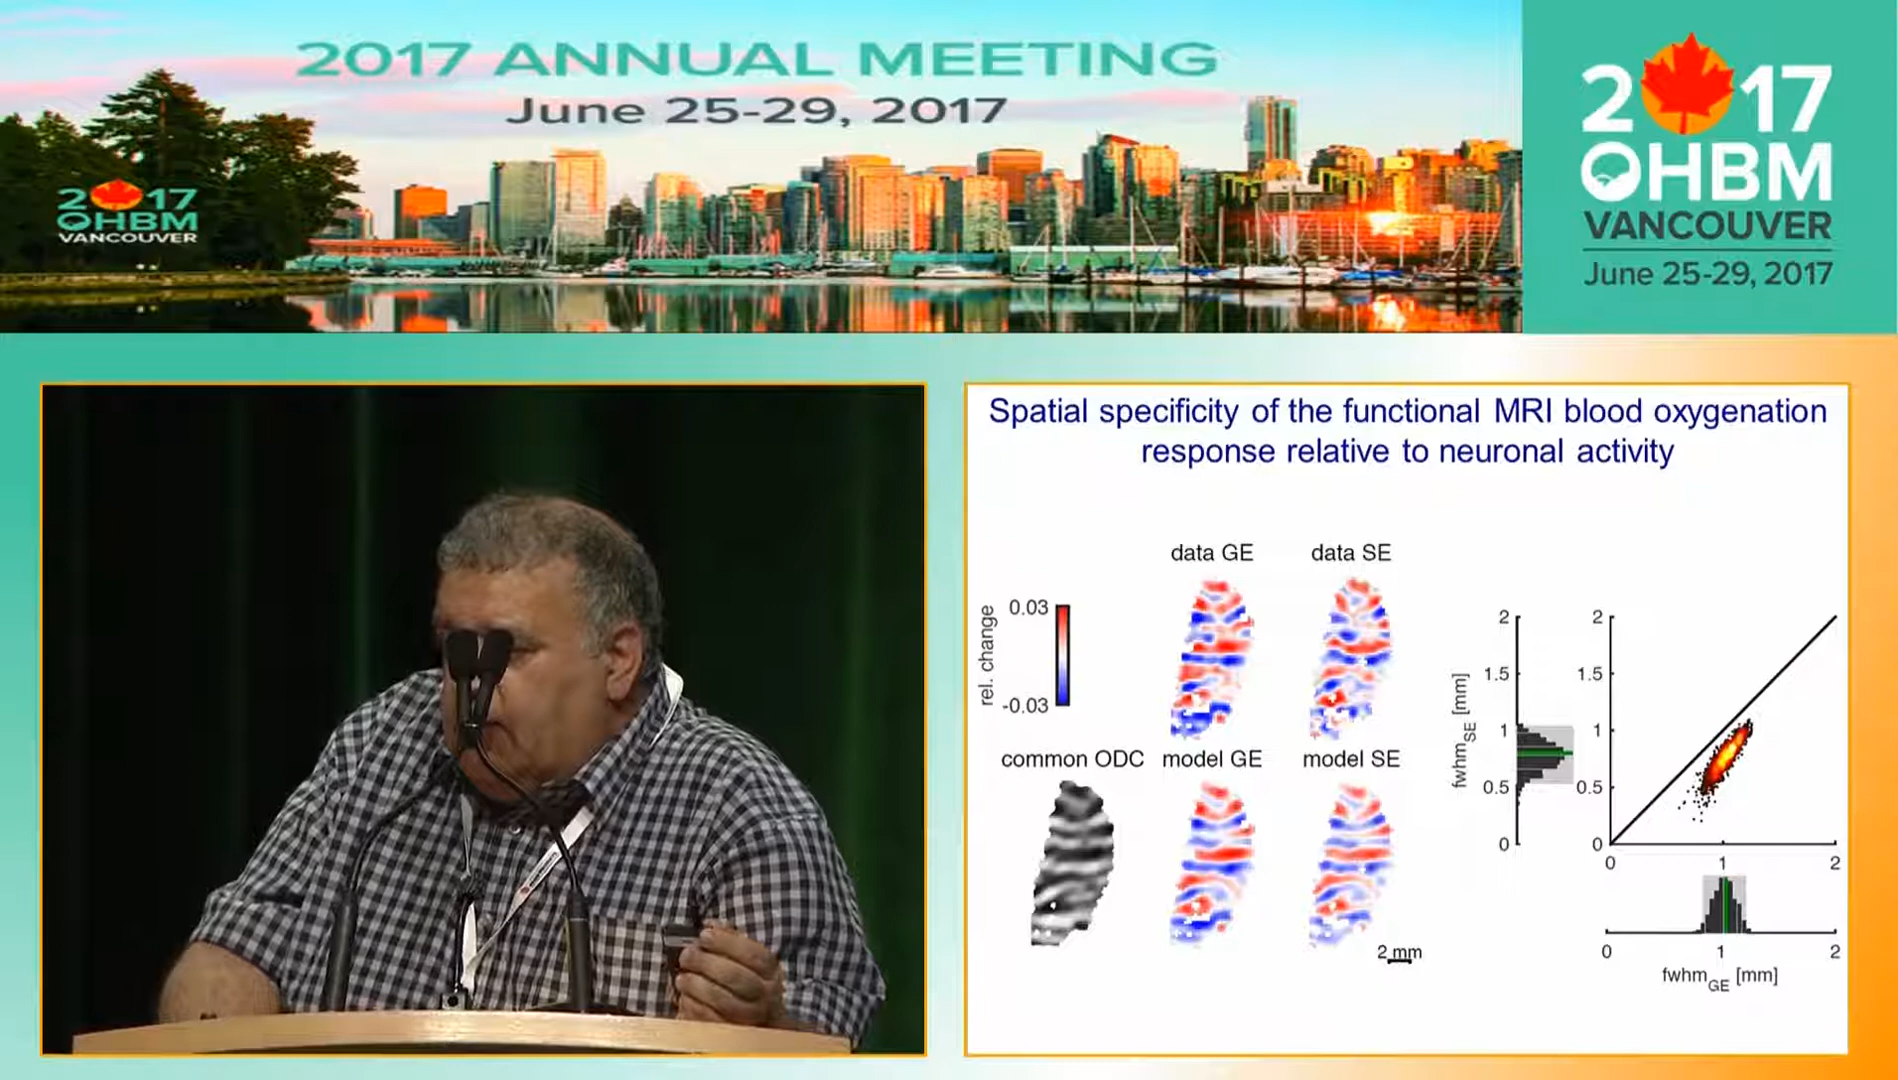 2017 ANNUAL MEETING
June 25-29, 2017
2017
OHBM
VANCOUVER
2017
OHBM
VANCOUVER
June 25-29, 2017
Spatial specificity of the functional MRI blood oxygenation
response relative to neuronal activity
data GE
data SE
rel. change
0.03
-0.03
common ODC
model GE
model SE
2 mm
fwhmSE [mm]
2
1.5
1
0.5
0
2
1.5
1
0.5
0
0
1
2
0
1
2
fwhmGE [mm]